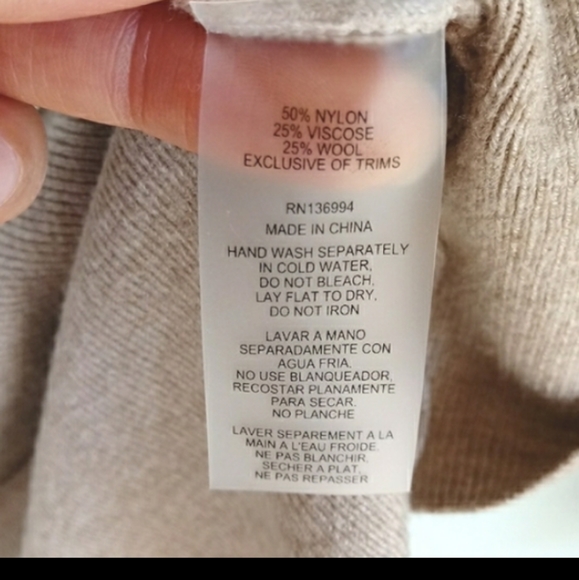 50% NYLON
25% VISCOSE
25% WOOL
EXCLUSIVE OF TRIMS
RN136994
MADE IN CHINA
HAND WASH SEPARATELY
IN COLD WATER,
DO NOT BLEACH,
LAY FLAT TO DRY,
DO NOT IRON
LAVAR A MANO
SEPARADAMENTE CON
AGUA FRIA.
NO USE BLANQUEADOR,
RECOSTAR PLANAMENTE
PARA SECAR.
NO PLANCHE
LAVER SEPAREMENT A LA
MAIN A L'EAU FROIDE.
NE PAS BLANCHIR.
SECHER A PLAT,
NE PAS REPASSER